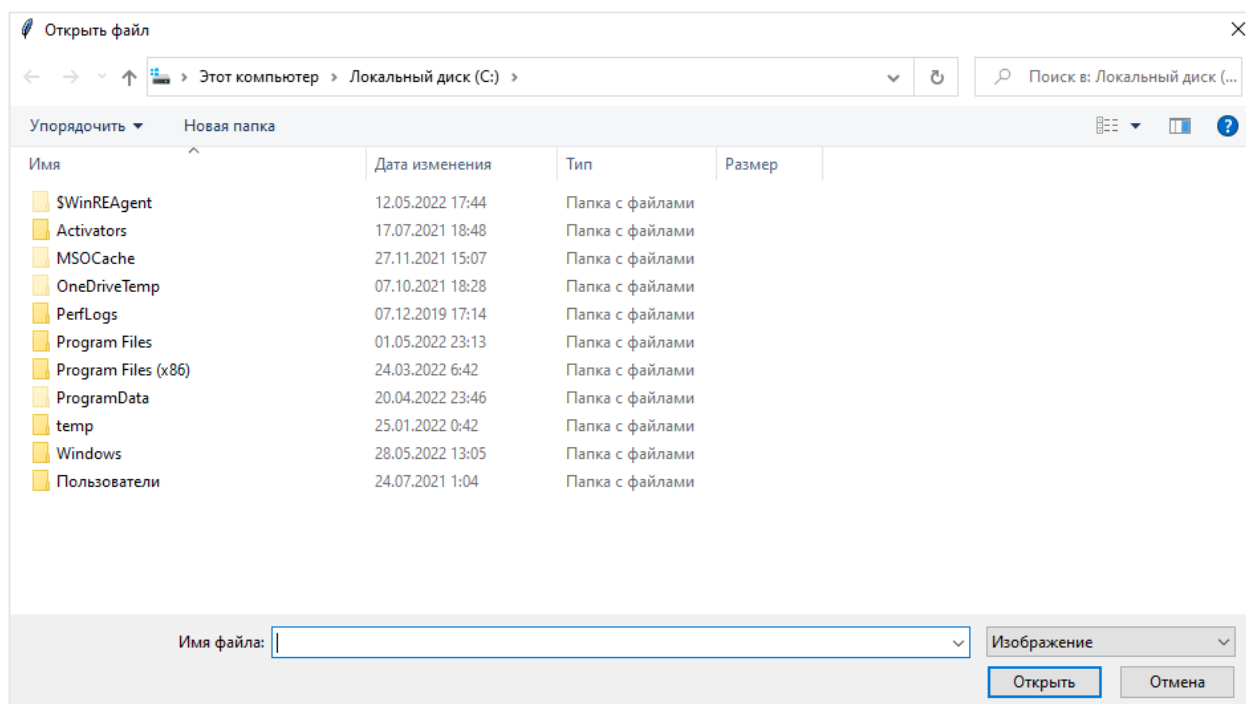 Открыть файл
Этот компьютер › Локальный диск (C:) ›
Поиск в: Локальный диск (...
Упорядочить Новая папка
Имя Дата изменения Тип Размер
$WinREAgent 12.05.2022 17:44 Папка с файлами
Activators 17.07.2021 18:48 Папка с файлами
MSOCache 27.11.2021 15:07 Папка с файлами
OneDriveTemp 07.10.2021 18:28 Папка с файлами
PerfLogs 07.12.2019 17:14 Папка с файлами
Program Files 01.05.2022 23:13 Папка с файлами
Program Files (x86) 24.03.2022 6:42 Папка с файлами
ProgramData 20.04.2022 23:46 Папка с файлами
temp 25.01.2022 0:42 Папка с файлами
Windows 28.05.2022 13:05 Папка с файлами
Пользователи 24.07.2021 1:04 Папка с файлами
Имя файла: Изображение
Открыть Отмена